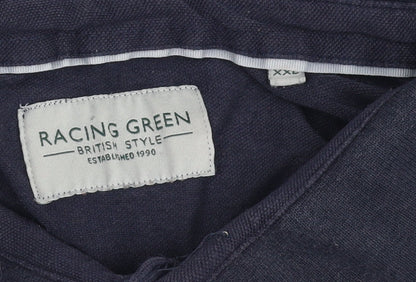 XXL
RACING GREEN
BRITISH STYLE
ESTABLISHED 1990